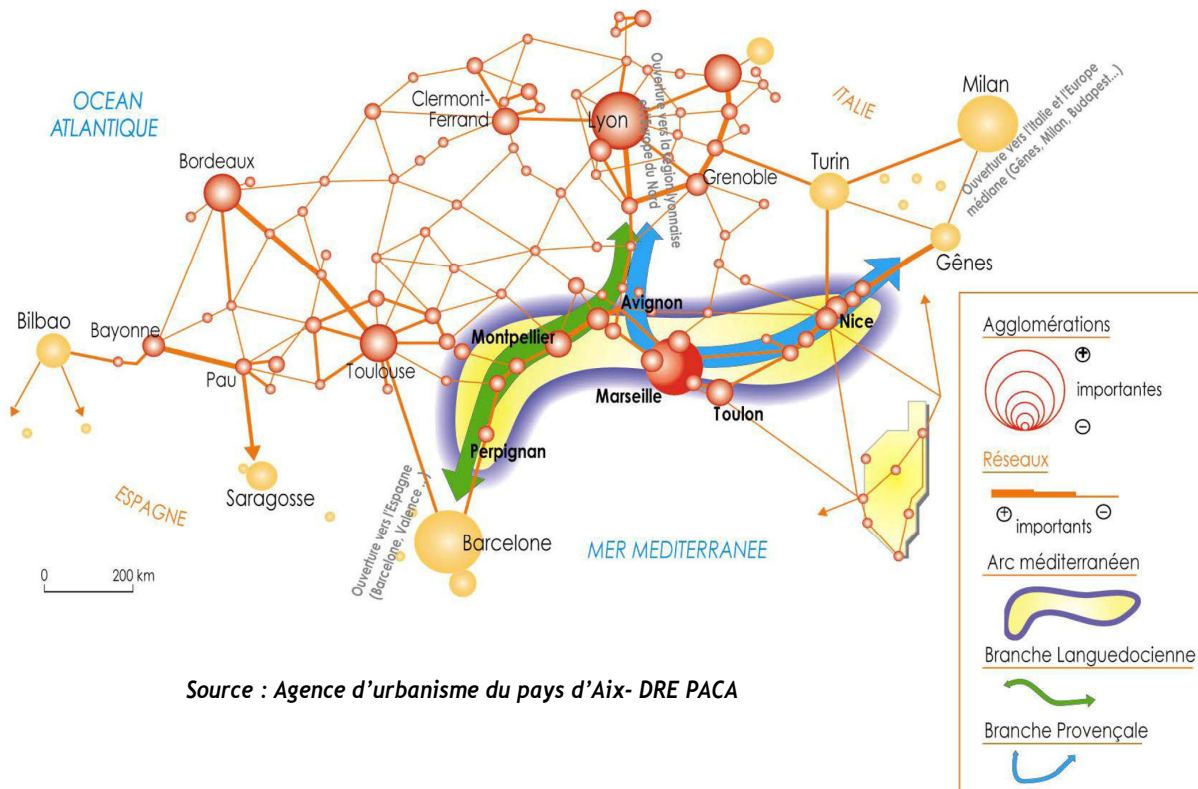 OCEAN
ATLANTIQUE
Clermont-
Ferrand
Lyon
Ouverture vers la région lyonnaise
et l'Europe du Nord
ITALIE
Milan
Ouverture vers l'Italie et l'Europe
médiane (Gênes, Milan, Budapest...)
Bordeaux
Grenoble
Turin
Gênes
Bilbao
Bayonne
Pau
Toulouse
Montpellier
Avignon
Nice
Marseille
Toulon
Perpignan
Saragosse
ESPAGNE
Ouverture vers l'Espagne
(Barcelone, Valence ...)
Barcelone
MER MEDITERRANEE
0 200 km
Agglomérations
+
importantes
−
Réseaux
+ importants −
Arc méditerranéen
Branche Languedocienne
Branche Provençale
Source : Agence d'urbanisme du pays d'Aix- DRE PACA